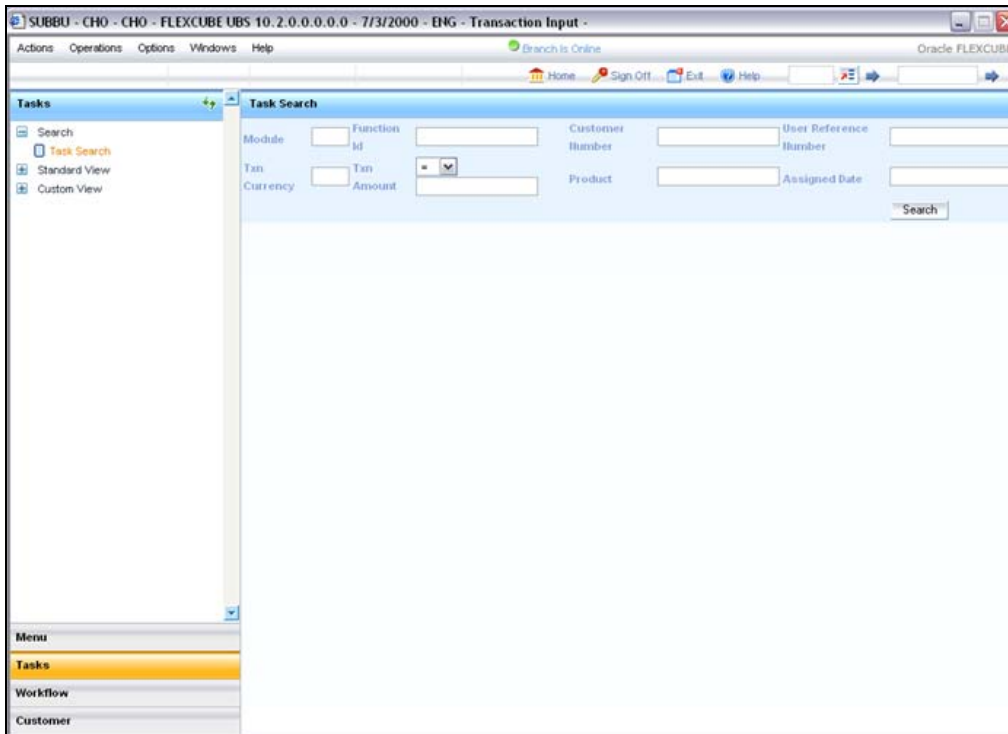 SUBBU - CHO - CHO - FLEXCUBE UBS 10.2.0.0.0.0.0 - 7/3/2000 - ENG - Transaction Input -
Actions Operations Options Windows Help Branch Is Online Oracle FLEXCUBE
Home Sign Off Exit Help
Tasks
Search
Task Search
Standard View
Custom View
Task Search
Module Function Id Customer Number User Reference Number
Txn Currency Txn Amount = Product Assigned Date
Search
Menu
Tasks
Workflow
Customer